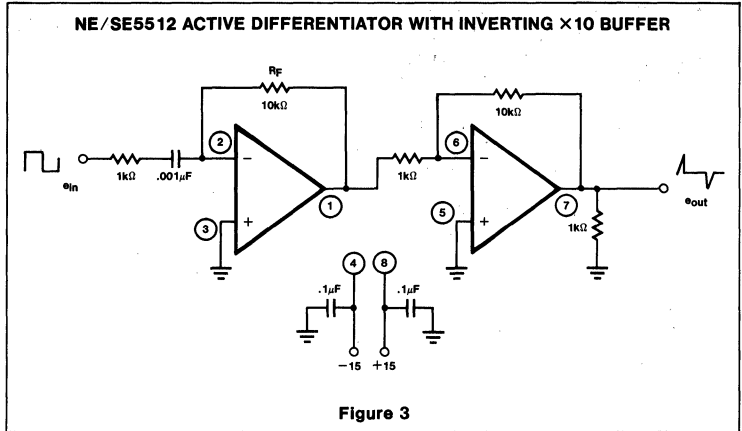 NE/SE5512 ACTIVE DIFFERENTIATOR WITH INVERTING ×10 BUFFER
RF
10kΩ
10kΩ
2
6
−
−
ein
1kΩ
.001μF
1kΩ
1
7
eout
3
+
5
+
1kΩ
4
8
.1μF
.1μF
−15
+15
Figure 3